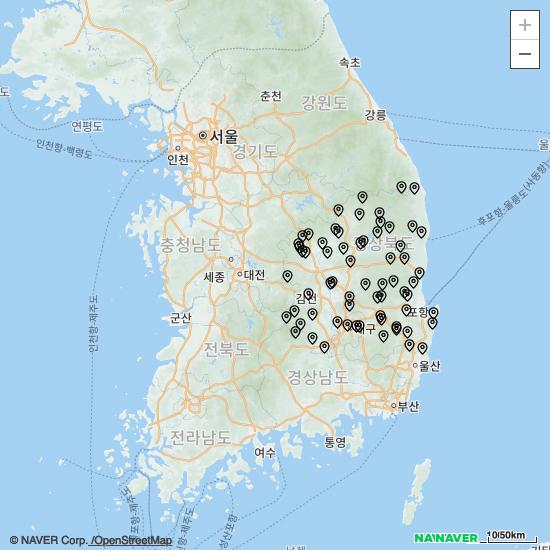 +
−
속초
춘천
강원도
강릉
도
연평도
서울
인천
경기도
인천항-백령도
울
후포항-울릉도(사동항)
충청남도
경상북도
세종
대전
인천항-제주도
김천
포항
군산
대구
전라북도
경상남도
울산
부산
전라남도
여수
통영
© NAVER Corp. /OpenStreetMap
NAVER
10/50km